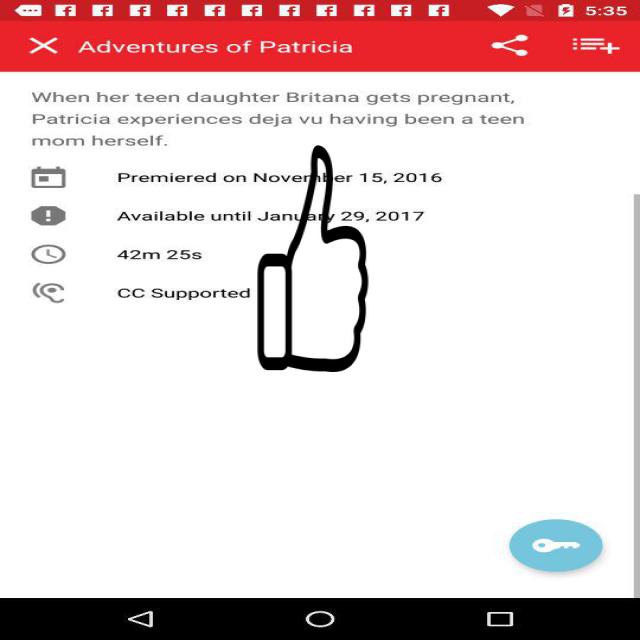 5:35
Adventures of Patricia
When her teen daughter Britana gets pregnant,
Patricia experiences deja vu having been a teen
mom herself.
Premiered on November 15, 2016
Available until January 29, 2017
42m 25s
CC Supported